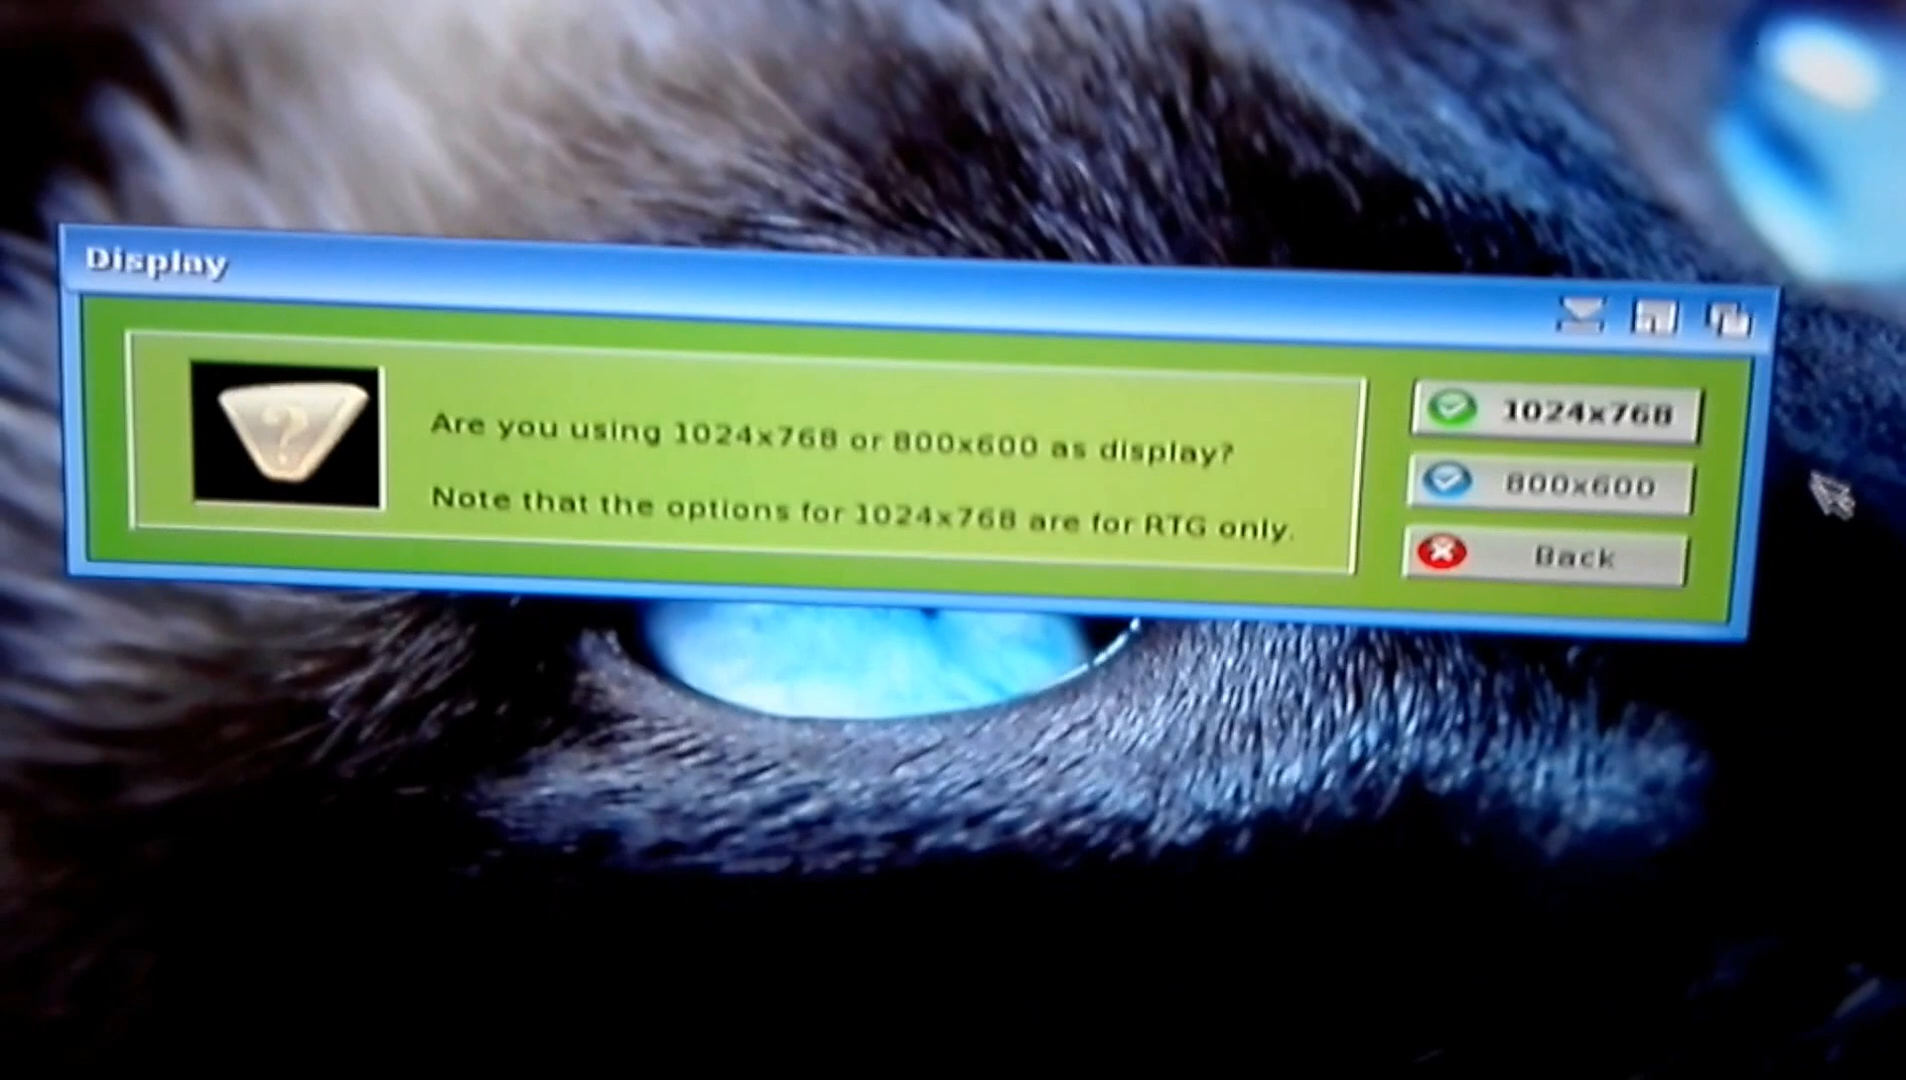 Display
?
Are you using 1024x768 or 800x600 as display?
Note that the options for 1024x768 are for RTG only.
1024x768
800x600
Back